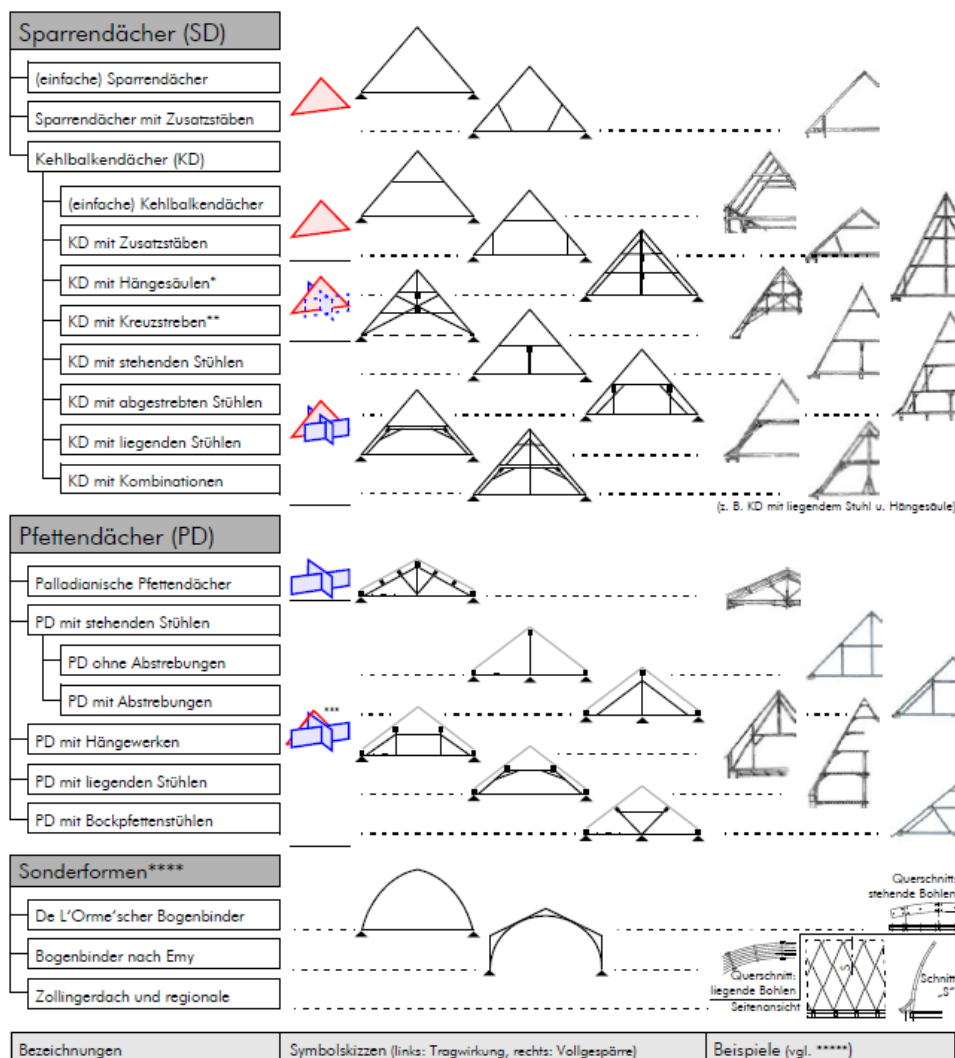 Sparrendächer (SD)
(einfache) Sparrendächer
Sparrendächer mit Zusatzstäben
Kehlbalkendächer (KD)
(einfache) Kehlbalkendächer
KD mit Zusatzstäben
KD mit Hängesäulen*
KD mit Kreuzstreben**
KD mit stehenden Stühlen
KD mit abgestrebten Stühlen
KD mit liegenden Stühlen
KD mit Kombinationen
(z. B. KD mit liegendem Stuhl u. Hängesäule)
Pfettendächer (PD)
Palladianische Pfettendächer
PD mit stehenden Stühlen
PD ohne Abstrebungen
PD mit Abstrebungen
***
PD mit Hängewerken
PD mit liegenden Stühlen
PD mit Bockpfettenstühlen
Sonderformen****
De L'Orme'scher Bogenbinder
Bogenbinder nach Emy
Zollingerdach und regionale
Querschnitt:
stehende Bohlen
Querschnitt:
liegende Bohlen
Seitenansicht
S
Schnitt
„S"
Bezeichnungen
Symbolskizzen (links: Tragwirkung, rechts: Vollgespärre)
Beispiele (vgl. *****)